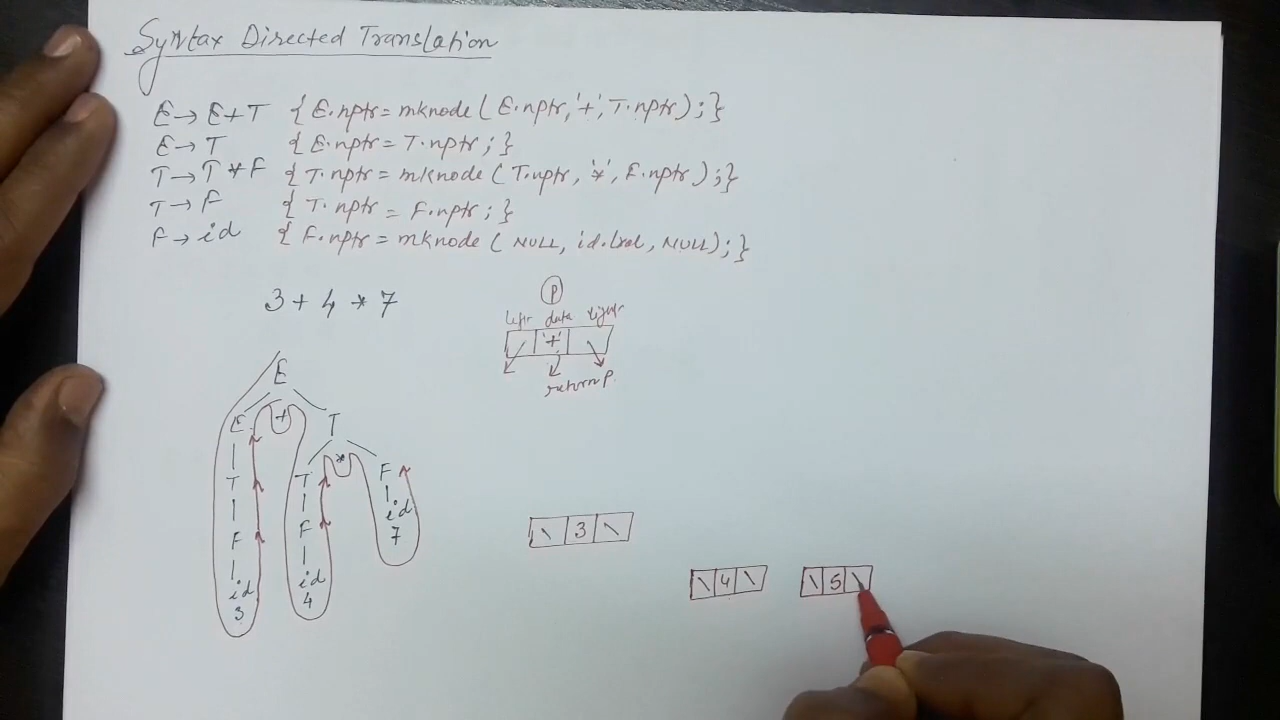 Syntax Directed Translation
E → E+T { E.nptr = mknode ( E.nptr, '+', T.nptr ) ; }
E → T { E.nptr = T.nptr ; }
T → T * F { T.nptr = mknode ( T.nptr, '*', F.nptr ) ; }
T → F { T.nptr = F.nptr ; }
F → id { F.nptr = mknode ( NULL, id.lval, NULL ) ; }
3 + 4 * 7
P
left data right
'+'
return P.
E
E + T
T T * F
F F id
id id 7
3 4
\ 3 \
\ 4 \ \ 5 \